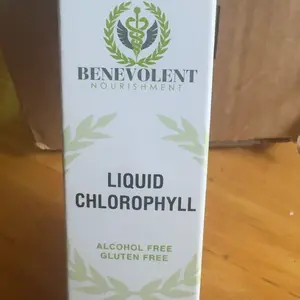 BENEVOLENT
NOURISHMENT
LIQUID
CHLOROPHYLL
ALCOHOL FREE
GLUTEN FREE